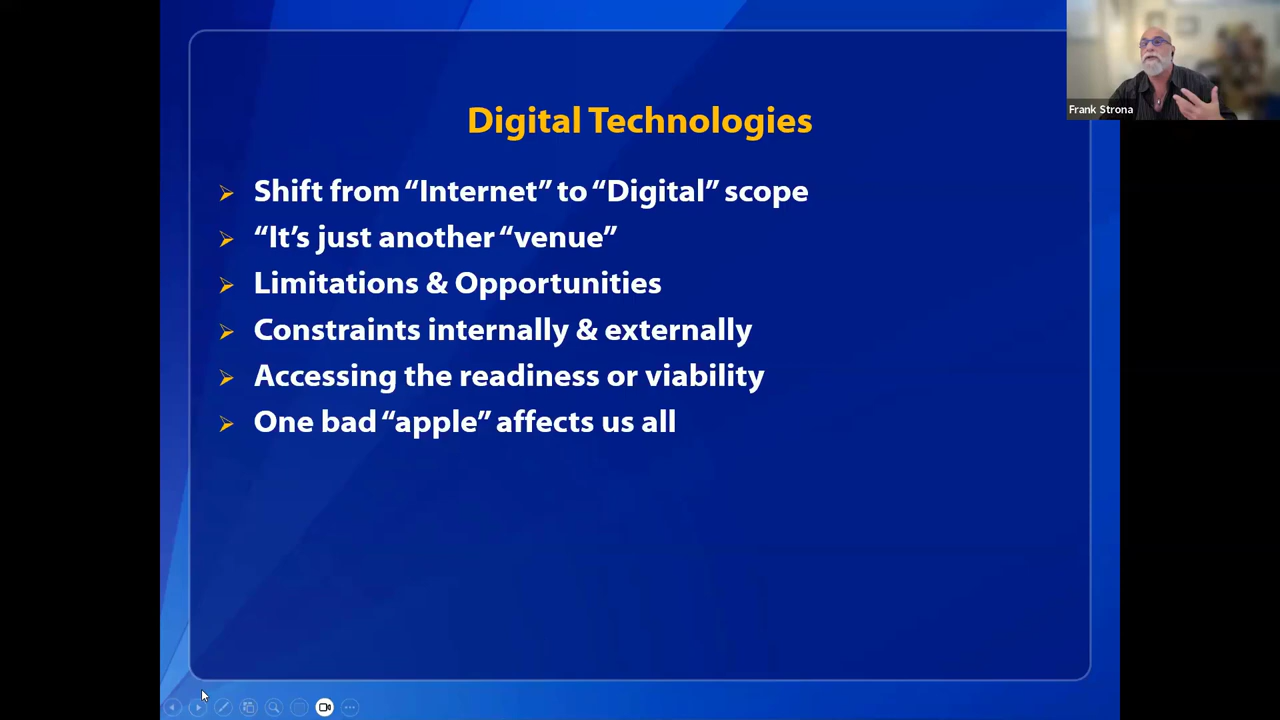 Digital Technologies
Shift from “Internet” to “Digital” scope
“It’s just another “venue”
Limitations & Opportunities
Constraints internally & externally
Accessing the readiness or viability
One bad “apple” affects us all
Frank Strona